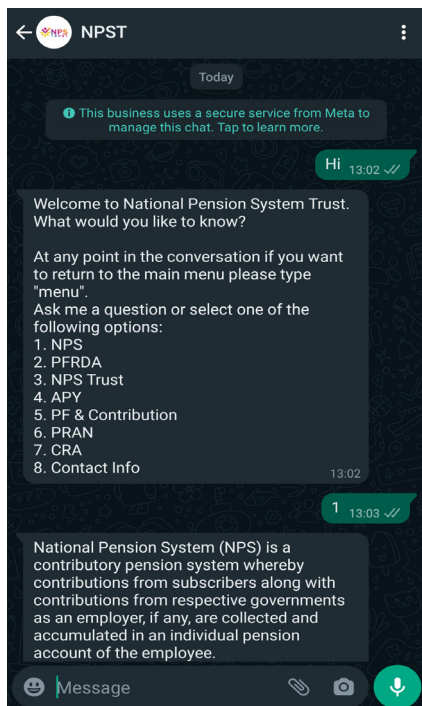 NPS
NPST
Today
This business uses a secure service from Meta to
manage this chat. Tap to learn more.
Hi 13:02
Welcome to National Pension System Trust.
What would you like to know?
At any point in the conversation if you want
to return to the main menu please type
"menu".
Ask me a question or select one of the
following options:
1. NPS
2. PFRDA
3. NPS Trust
4. APY
5. PF & Contribution
6. PRAN
7. CRA
8. Contact Info
13:02
1 13:03
National Pension System (NPS) is a
contributory pension system whereby
contributions from subscribers along with
contributions from respective governments
as an employer, if any, are collected and
accumulated in an individual pension
account of the employee.
Message